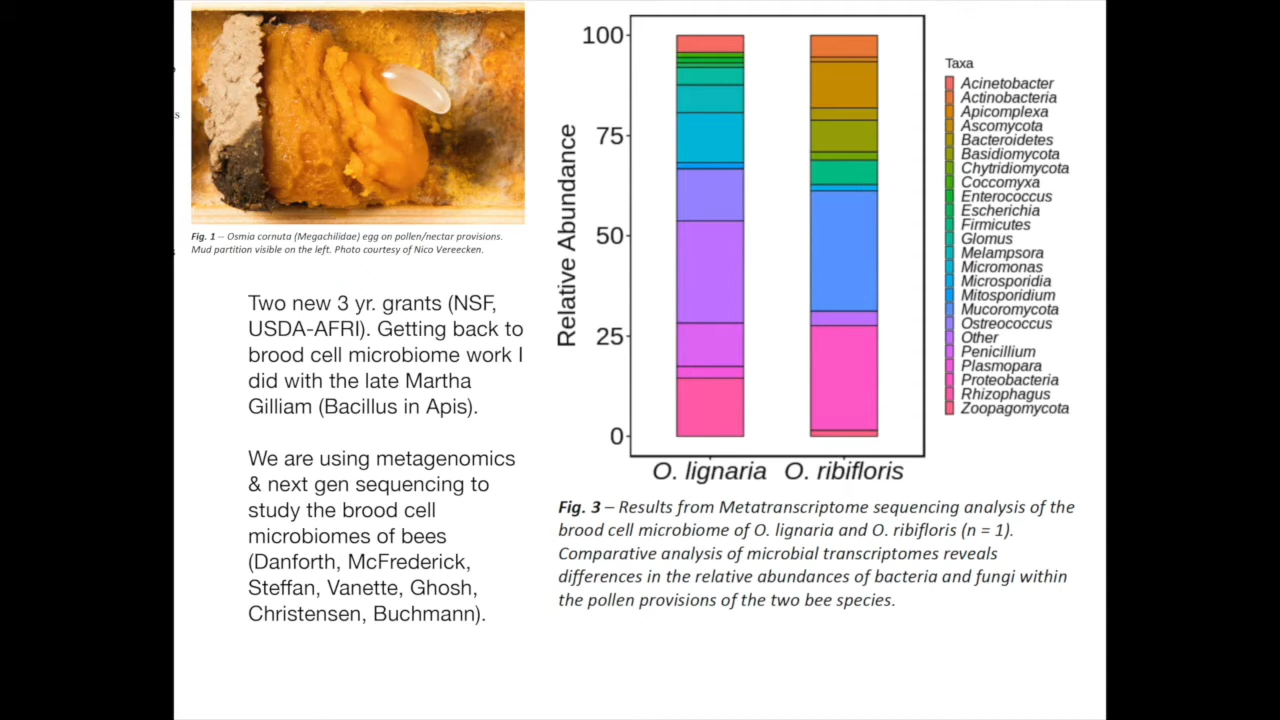 Fig. 1 – Osmia cornuta (Megachilidae) egg on pollen/nectar provisions.
Mud partition visible on the left. Photo courtesy of Nico Vereecken.
Two new 3 yr. grants (NSF,
USDA-AFRI). Getting back to
brood cell microbiome work I
did with the late Martha
Gilliam (Bacillus in Apis).
We are using metagenomics
& next gen sequencing to
study the brood cell
microbiomes of bees
(Danforth, McFrederick,
Steffan, Vanette, Ghosh,
Christensen, Buchmann).
Relative Abundance
100
75
50
25
0
O. lignaria
O. ribifloris
Taxa
Acinetobacter
Actinobacteria
Apicomplexa
Ascomycota
Bacteroidetes
Basidiomycota
Chytridiomycota
Coccomyxa
Enterococcus
Escherichia
Firmicutes
Glomus
Melampsora
Micromonas
Microsporidia
Mitosporidium
Mucoromycota
Ostreococcus
Other
Penicillium
Plasmopara
Proteobacteria
Rhizophagus
Zoopagomycota
Fig. 3 – Results from Metatranscriptome sequencing analysis of the
brood cell microbiome of O. lignaria and O. ribifloris (n = 1).
Comparative analysis of microbial transcriptomes reveals
differences in the relative abundances of bacteria and fungi within
the pollen provisions of the two bee species.